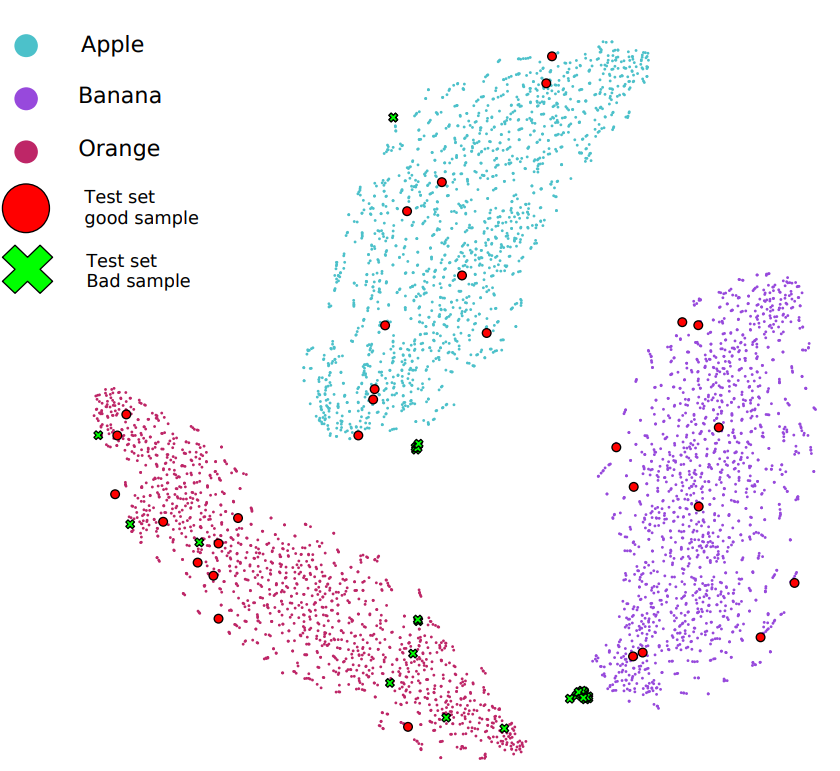 Apple
Banana
Orange
Test set
good sample
Test set
Bad sample